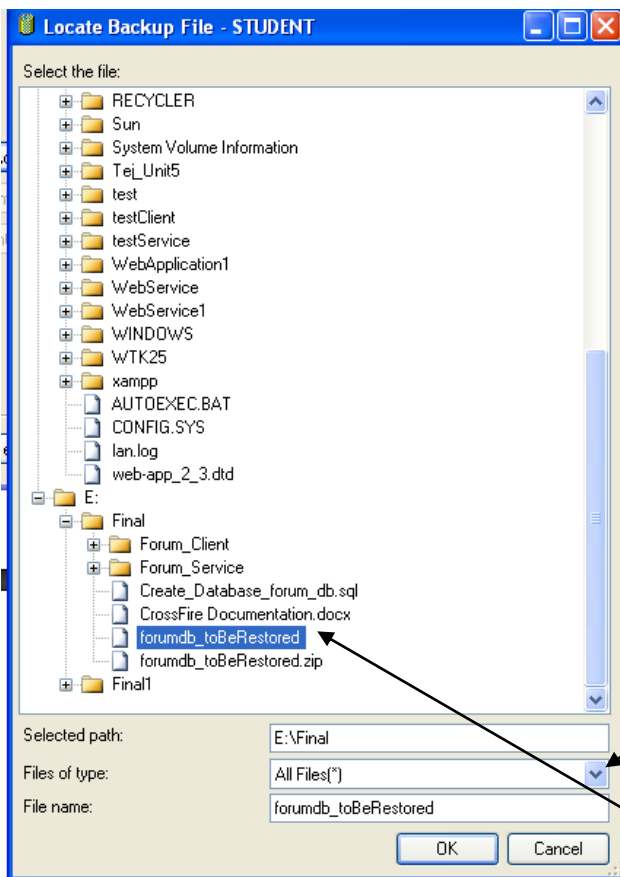 Locate Backup File - STUDENT
Select the file:
RECYCLER
Sun
System Volume Information
Tej_Unit5
test
testClient
testService
WebApplication1
WebService
WebService1
WINDOWS
WTK25
xampp
AUTOEXEC.BAT
CONFIG.SYS
lan.log
web-app_2_3.dtd
E:
Final
Forum_Client
Forum_Service
Create_Database_forum_db.sql
CrossFire Documentation.docx
forumdb_toBeRestored
forumdb_toBeRestored.zip
Final1
Selected path: E:\Final
Files of type: All Files(*)
File name: forumdb_toBeRestored
OK Cancel